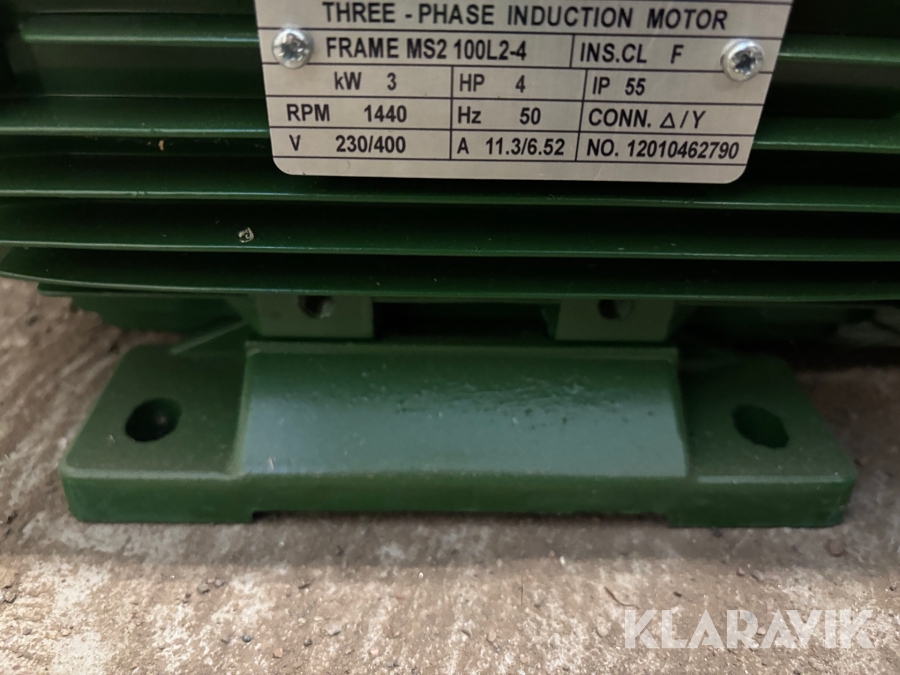 THREE - PHASE INDUCTION MOTOR
FRAME MS2 100L2-4 INS.CL F
kW 3 HP 4 IP 55
RPM 1440 Hz 50 CONN. △/Y
V 230/400 A 11.3/6.52 NO. 12010462790
KLARAVIK